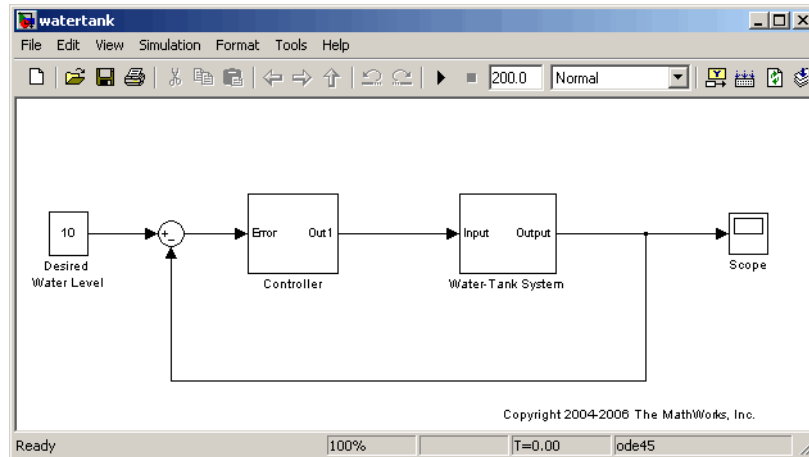 watertank
File Edit View Simulation Format Tools Help
200.0 Normal
10
+
-
Error Out1
Input Output
Desired
Water Level
Controller
Water-Tank System
Scope
Copyright 2004-2006 The MathWorks, Inc.
Ready 100% T=0.00 ode45